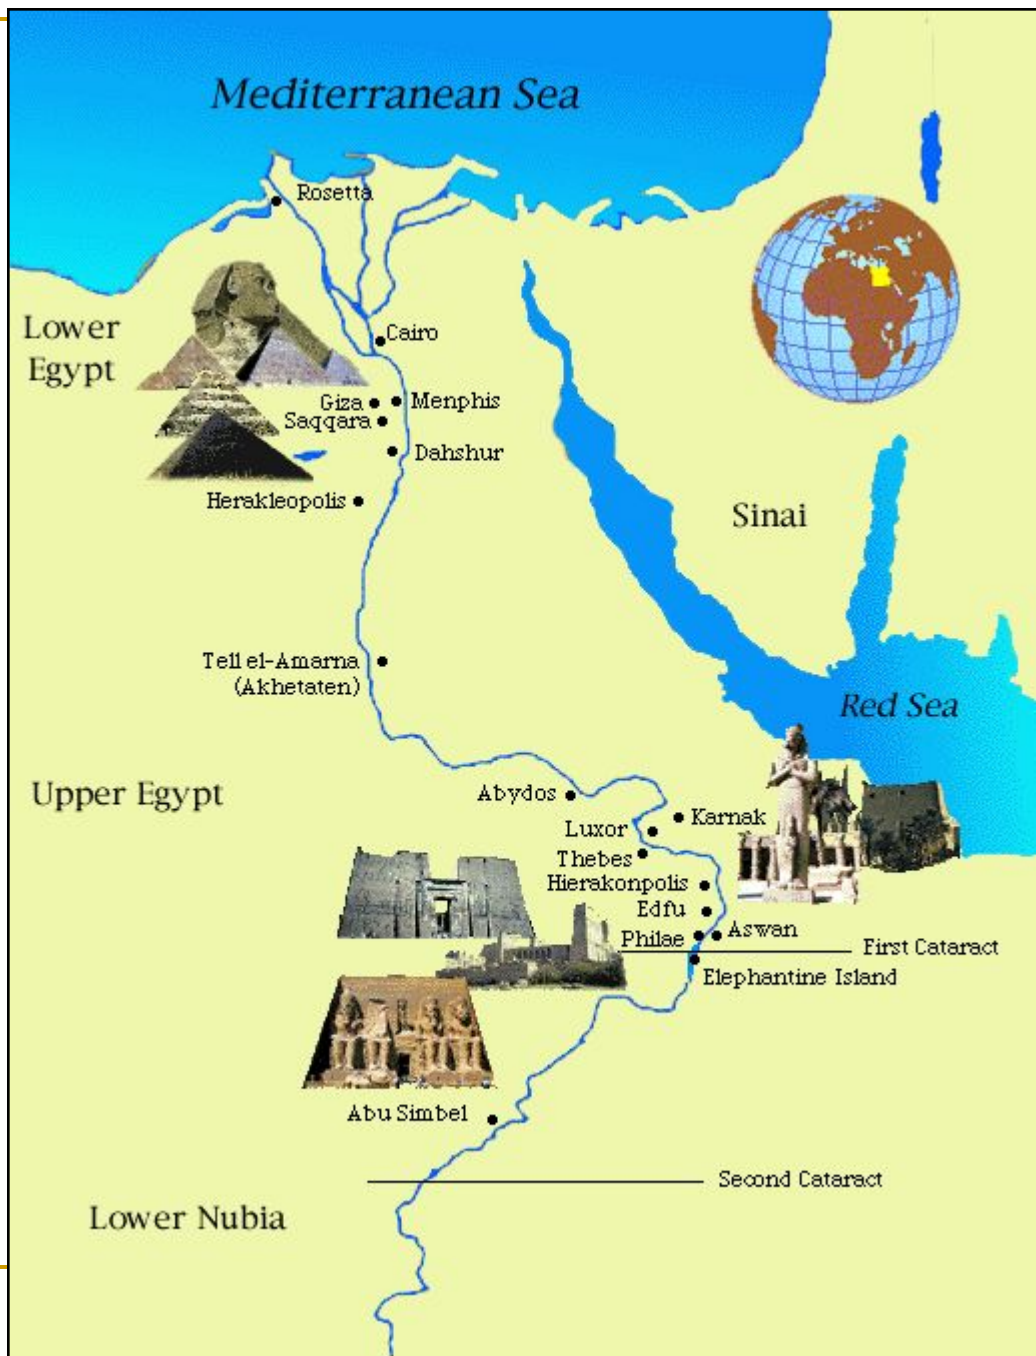 Mediterranean Sea
Rosetta
Lower
Egypt
Cairo
Giza
Menphis
Saqqara
Dahshur
Herakleopolis
Sinai
Tell el-Amarna
(Akhetaten)
Red Sea
Upper Egypt
Abydos
Karnak
Luxor
Thebes
Hierakonpolis
Edfu
Philae
Aswan
First Cataract
Elephantine Island
Abu Simbel
Second Cataract
Lower Nubia